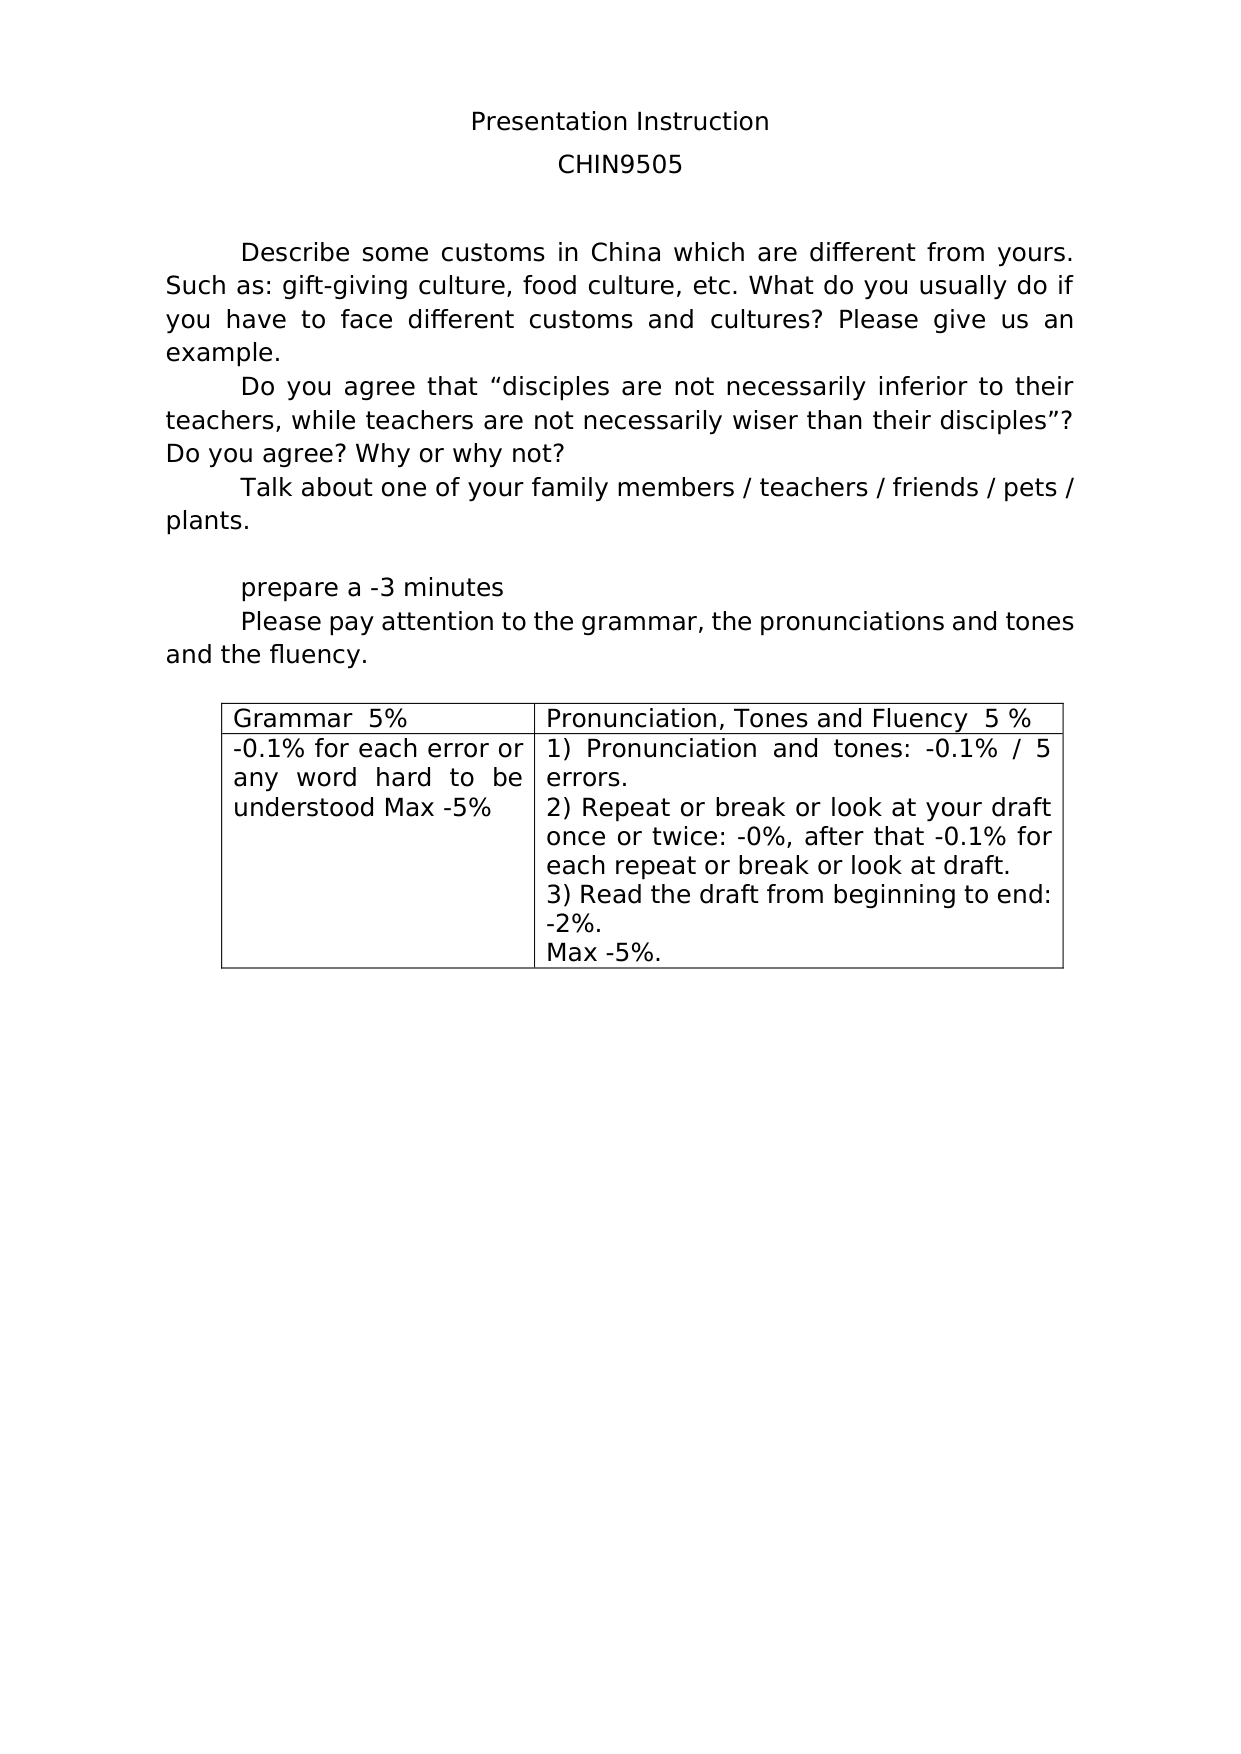 Presentation Instruction
CHIN9505
Describe some customs in China which are different from yours.
Such as: gift-giving culture, food culture, etc. What do you usually do if
you have to face different customs and cultures? Please give us an
example.
Do you agree that “disciples are not necessarily inferior to their
teachers, while teachers are not necessarily wiser than their disciples”?
Do you agree? Why or why not?
Talk about one of your family members / teachers / friends / pets /
plants.
prepare a -3 minutes
Please pay attention to the grammar, the pronunciations and tones
and the fluency.
Grammar  5%
-0.1% for each error or
any word hard to be
understood Max -5%
Pronunciation, Tones and Fluency  5 %
1) Pronunciation and tones: -0.1% / 5
errors.
2) Repeat or break or look at your draft
once or twice: -0%, after that -0.1% for
each repeat or break or look at draft.
3) Read the draft from beginning to end:
-2%.
Max -5%.